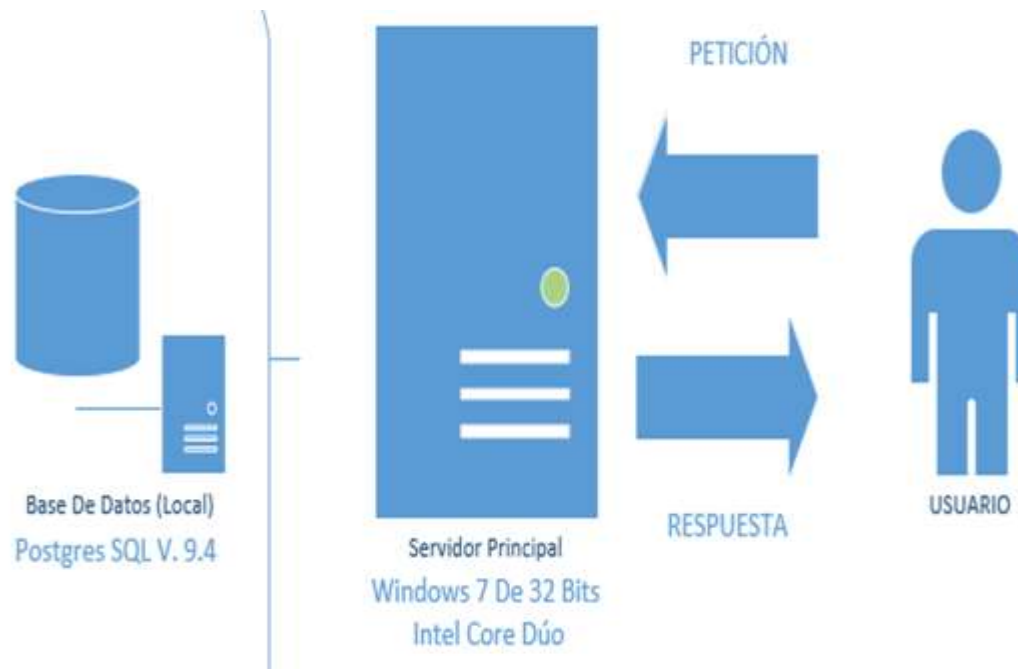 PETICIÓN
Base De Datos (Local)
Postgres SQL V. 9.4
Servidor Principal
Windows 7 De 32 Bits
Intel Core Dúo
RESPUESTA
USUARIO